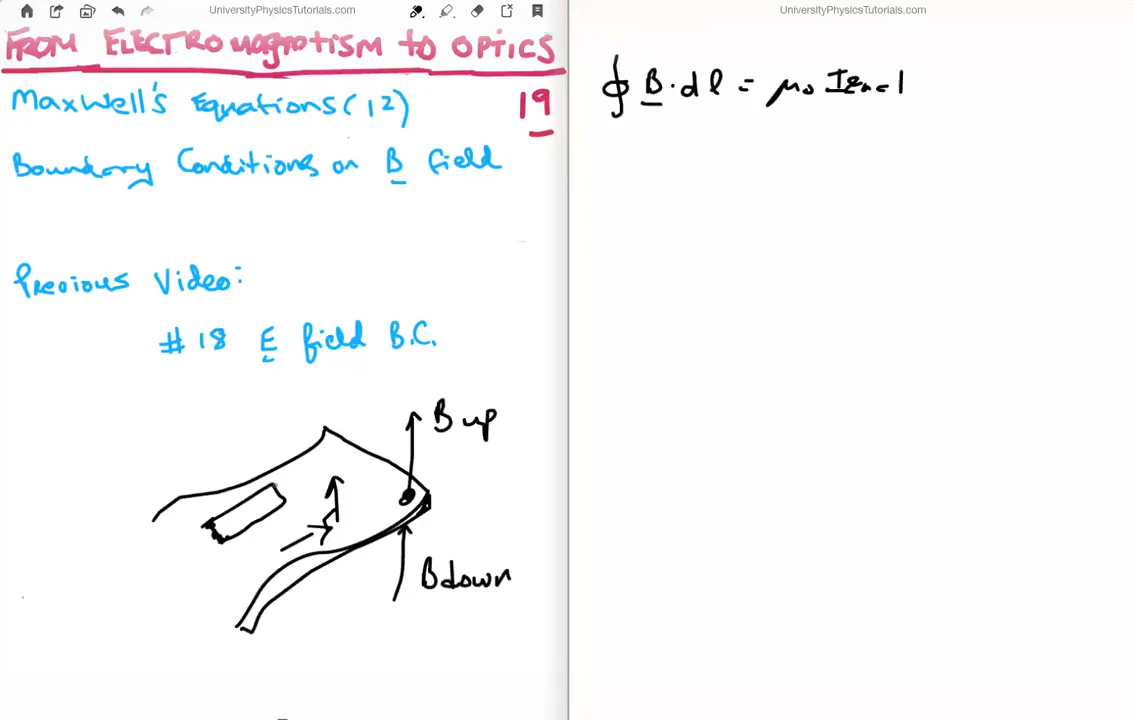 UniversityPhysicsTutorials.com
FROM ELECTROmagnetism to OPTICS
Maxwell's Equations (12) 19
Boundary Conditions on B field
Previous Video:
# 18 E field B.C.
B up
B down
UniversityPhysicsTutorials.com
∮ B · dl = μ₀ Iencl